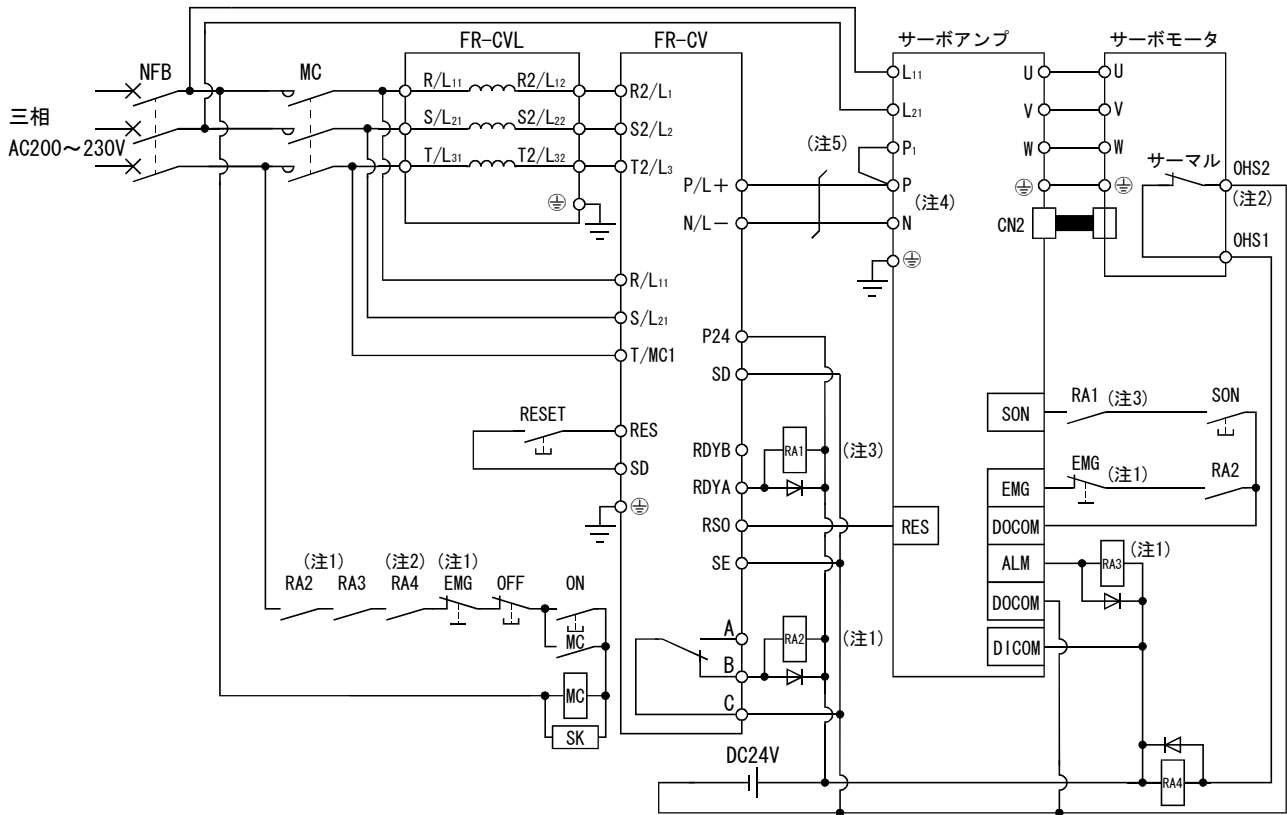 FR-CVL
FR-CV
サーボアンプ
サーボモータ
NFB
MC
三相
AC200～230V
R/L11
R2/L12
S/L21
S2/L22
T/L31
T2/L32
R2/L1
S2/L2
T2/L3
P/L+
N/L−
R/L11
S/L21
T/MC1
P24
SD
RESET
RES
SD
RDYB
RDYA
RSO
SE
A
B
C
RA1
(注3)
RA2
(注1)
L11
L21
P1
P
N
(注5)
(注4)
U
V
W
CN2
U
V
W
サーマル
OHS2
(注2)
OHS1
RES
SON
RA1
(注3)
SON
EMG
EMG
(注1)
RA2
DOCOM
ALM
RA3
(注1)
DOCOM
DICOM
(注1)
(注2)
(注1)
RA2
RA3
RA4
EMG
OFF
ON
MC
MC
SK
DC24V
RA4